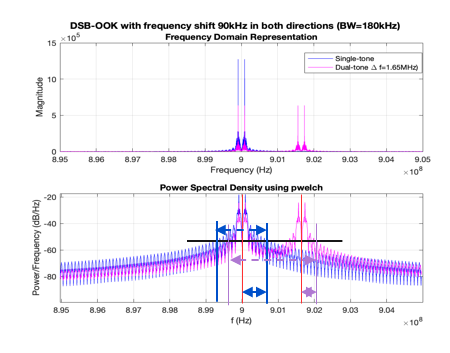 DSB-OOK with frequency shift 90kHz in both directions (BW=180kHz)
Frequency Domain Representation
15 ×10⁵
Single-tone
Dual-tone Δ f=1.65MHz)
10
Magnitude
5
0
8.95 8.96 8.97 8.98 8.99 9 9.01 9.02 9.03 9.04 9.05
Frequency (Hz)
×10⁸
Power Spectral Density using pwelch
-20
-40
-60
-80
Power/Frequency (dB/Hz)
8.95 8.96 8.97 8.98 8.99 9 9.01 9.02 9.03 9.04 9.05
f (Hz)
×10⁸